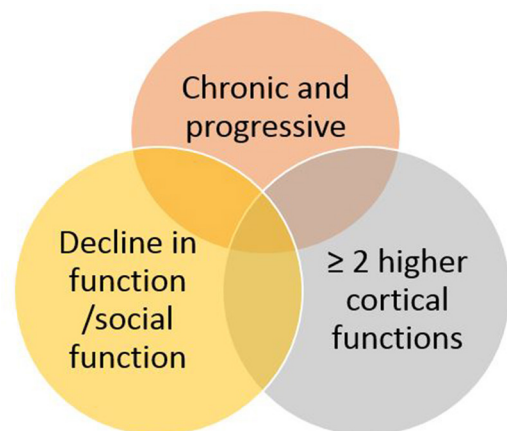 Chronic and
progressive
Decline in
function
/social
function
≥ 2 higher
cortical
functions